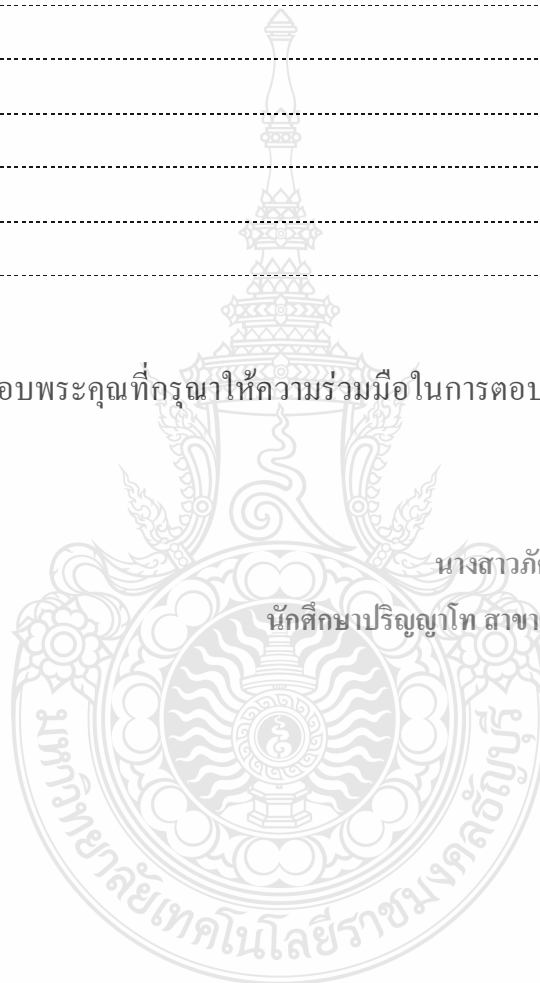 อบพระคุณที่กรุณาให้ความร่วมมือในการตอบ
นางสาวภั
นักศึกษาปริญญาโท สาขา
มหาวิทยาลัยเทคโนโลยีราชมงคลธัญบุรี